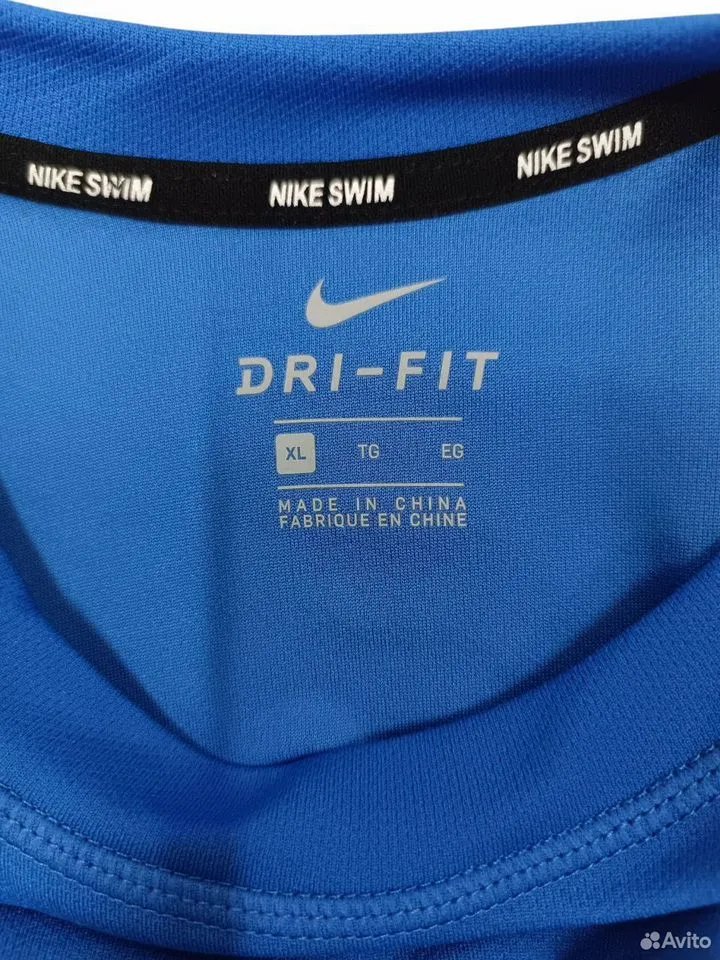 NIKE SWIM NIKE SWIM NIKE SWIM
DRI-FIT
XL TG EG
MADE IN CHINA
FABRIQUE EN CHINE
Avito